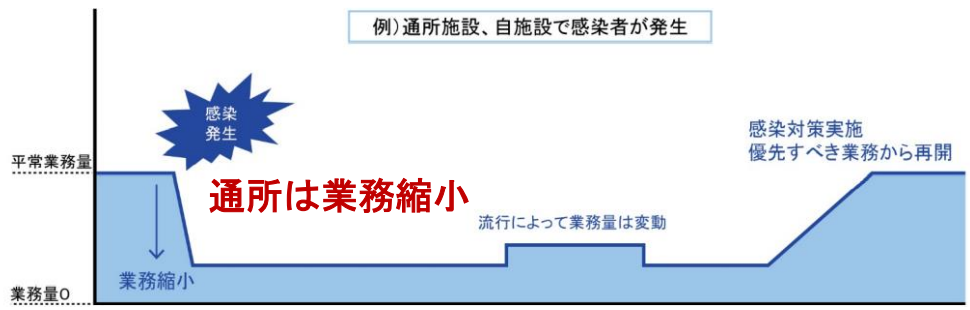 例）通所施設、自施設で感染者が発生
感染
発生
感染対策実施
優先すべき業務から再開
平常業務量
通所は業務縮小
流行によって業務量は変動
業務縮小
業務量0